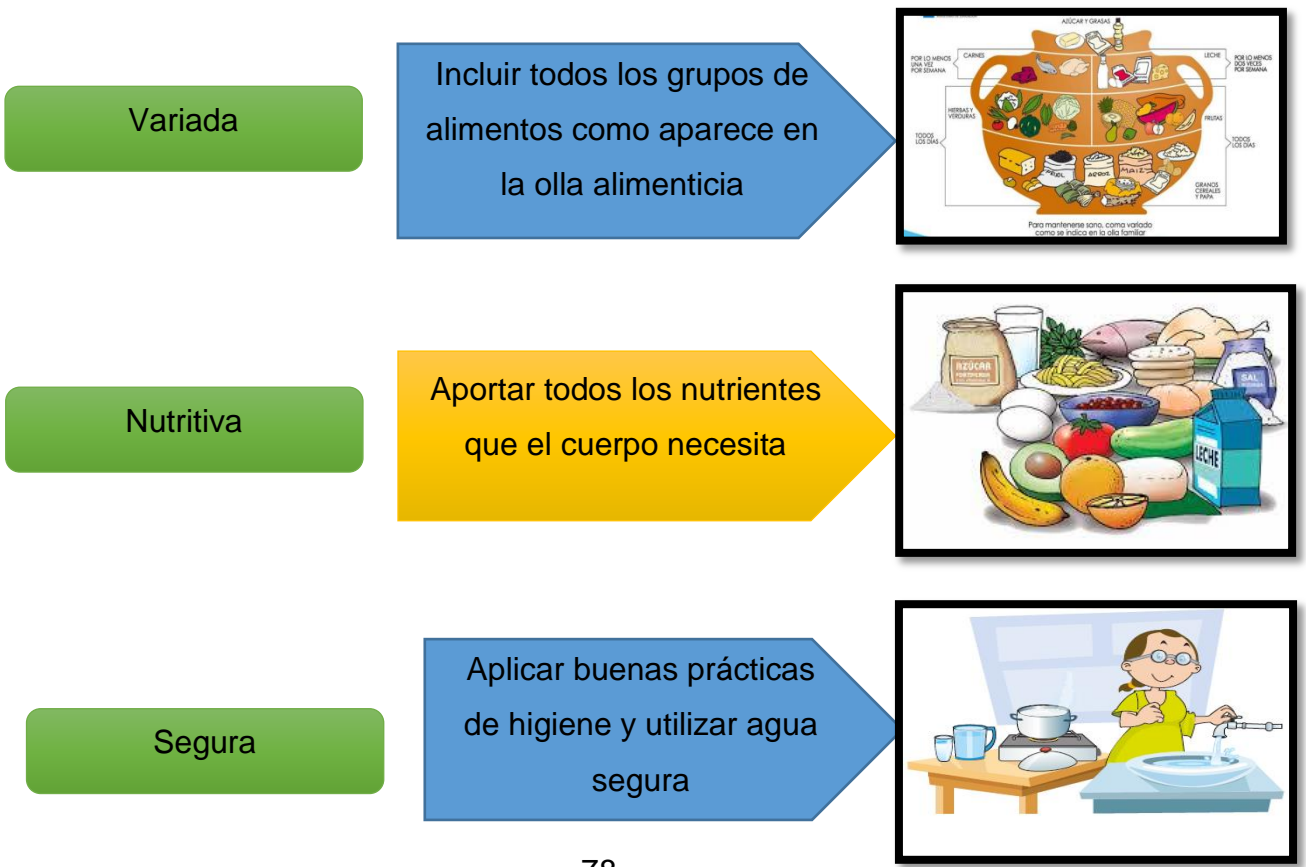 Variada
Incluir todos los grupos de
alimentos como aparece en
la olla alimenticia
AZÚCAR Y GRASAS
POR LO MENOS
UNA VEZ
POR SEMANA
CARNES
LECHE
POR LO MENOS
DOS VECES
POR SEMANA
HIERBAS Y
VERDURAS
FRUTAS
TODOS
LOS DÍAS
TODOS
LOS DÍAS
ARROZ
MAIZ
GRANOS
CEREALES
Y PAPA
Para mantenerse sano, coma variado
como se indica en la olla familiar
Nutritiva
Aportar todos los nutrientes
que el cuerpo necesita
AZÚCAR
SAL
LECHE
Segura
Aplicar buenas prácticas
de higiene y utilizar agua
segura